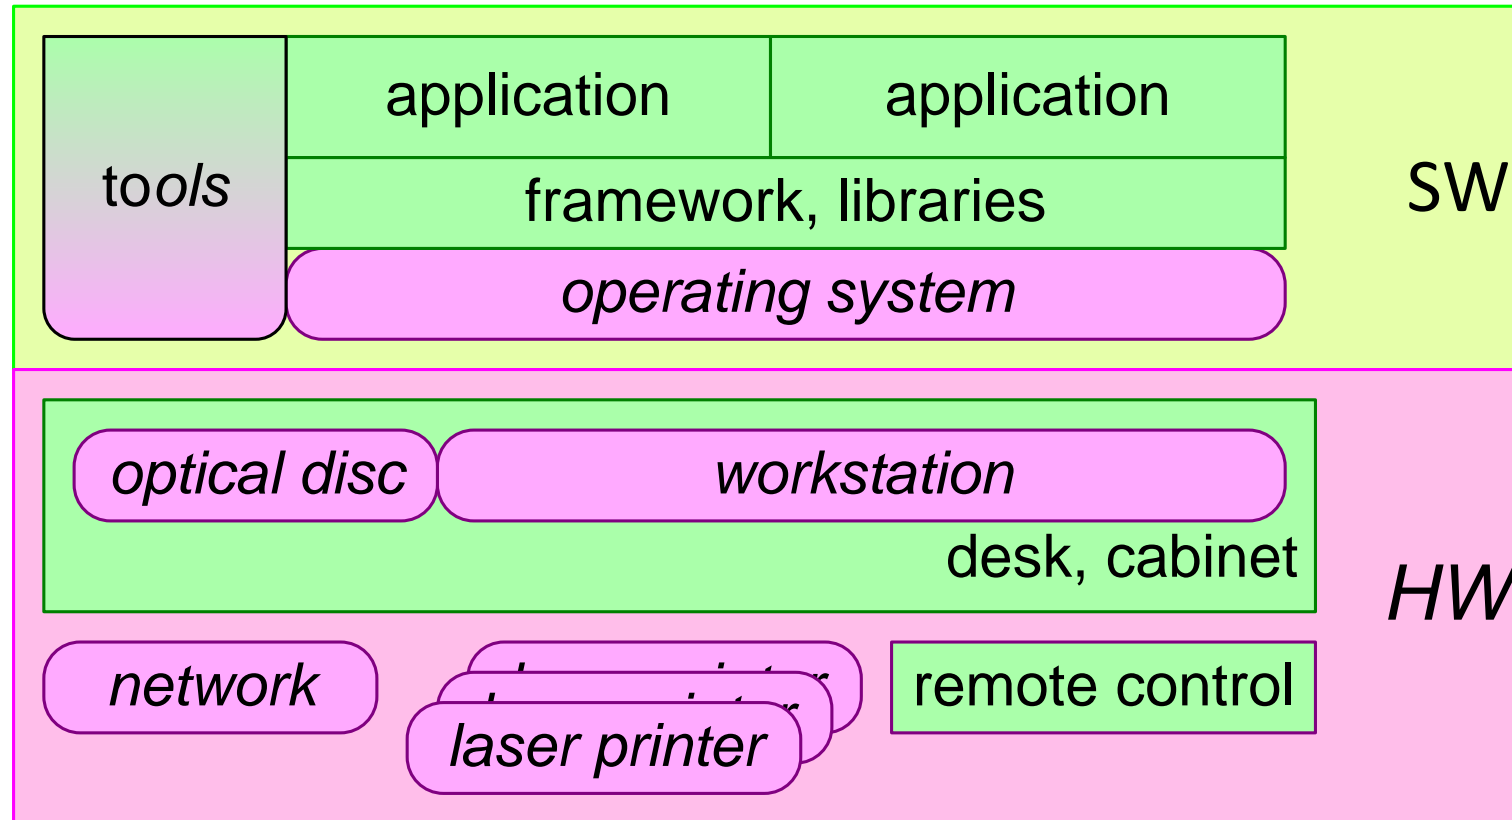 application
application
tools
framework, libraries
SW
operating system
optical disc
workstation
desk, cabinet
HW
network
laser printer
remote control